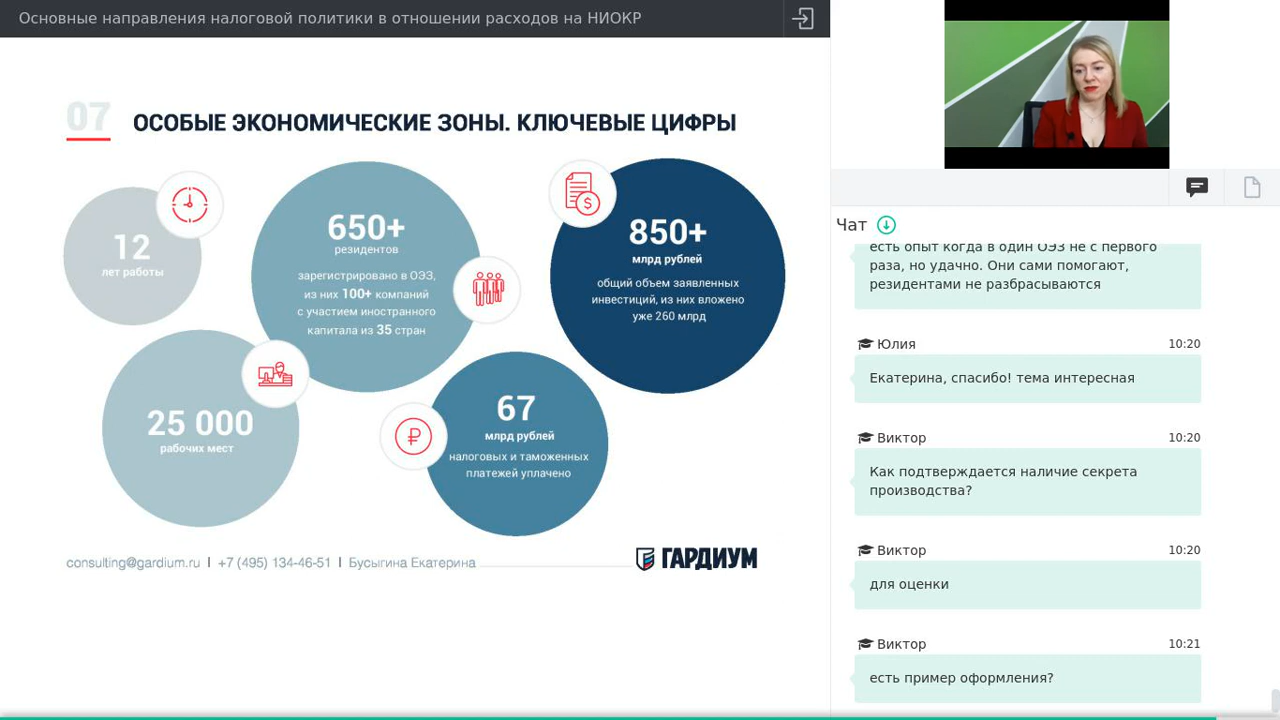 Основные направления налоговой политики в отношении расходов на НИОКР
07
ОСОБЫЕ ЭКОНОМИЧЕСКИЕ ЗОНЫ. КЛЮЧЕВЫЕ ЦИФРЫ
12
лет работы
650+
резидентов
зарегистрировано в ОЭЗ,
из них 100+ компаний
с участием иностранного
капитала из 35 стран
850+
млрд рублей
общий объем заявленных
инвестиций, из них вложено
уже 260 млрд
25 000
рабочих мест
67
млрд рублей
налоговых и таможенных
платежей уплачено
consulting@gardium.ru | +7 (495) 134-46-51 | Бусыгина Екатерина
ГАРДИУМ
Чат
есть опыт когда в один ОЭЗ не с первого
раза, но удачно. Они сами помогают,
резидентами не разбрасываются
Юлия 10:20
Екатерина, спасибо! тема интересная
Виктор 10:20
Как подтверждается наличие секрета
производства?
Виктор 10:20
для оценки
Виктор 10:21
есть пример оформления?